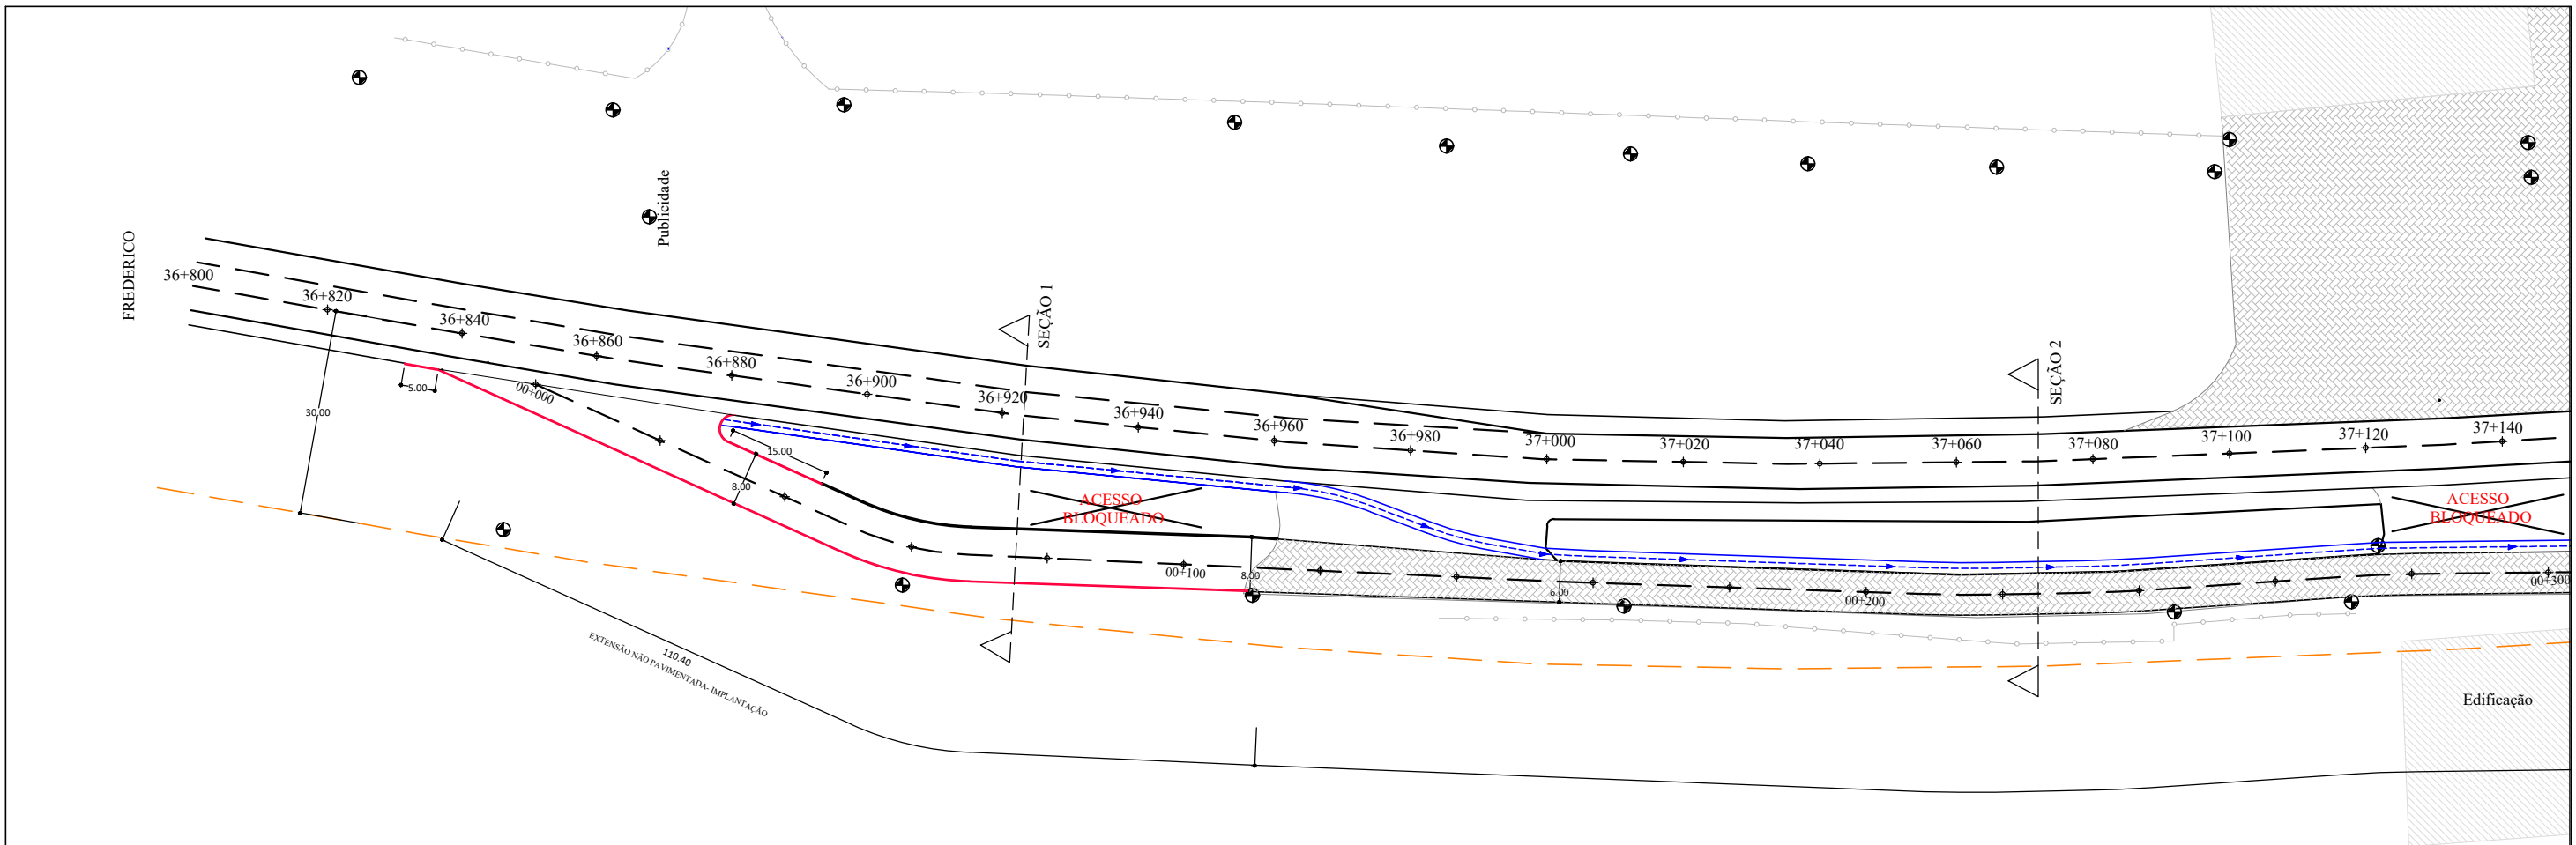 Publicidade
FREDERICO
36+800
36+820
36+840
36+860
36+880
36+900
36+920
36+940
36+960
36+980
37+000
37+020
37+040
37+060
37+080
37+100
37+120
37+140
SEÇÃO 1
SEÇÃO 2
5.00
30.00
00+000
15.00
8.00
ACESSO
BLOQUEADO
ACESSO
BLOQUEADO
00+100
8.00
6.00
00+200
00+300
110.40
EXTENSÃO NÃO PAVIMENTADA- IMPLANTAÇÃO
Edificação